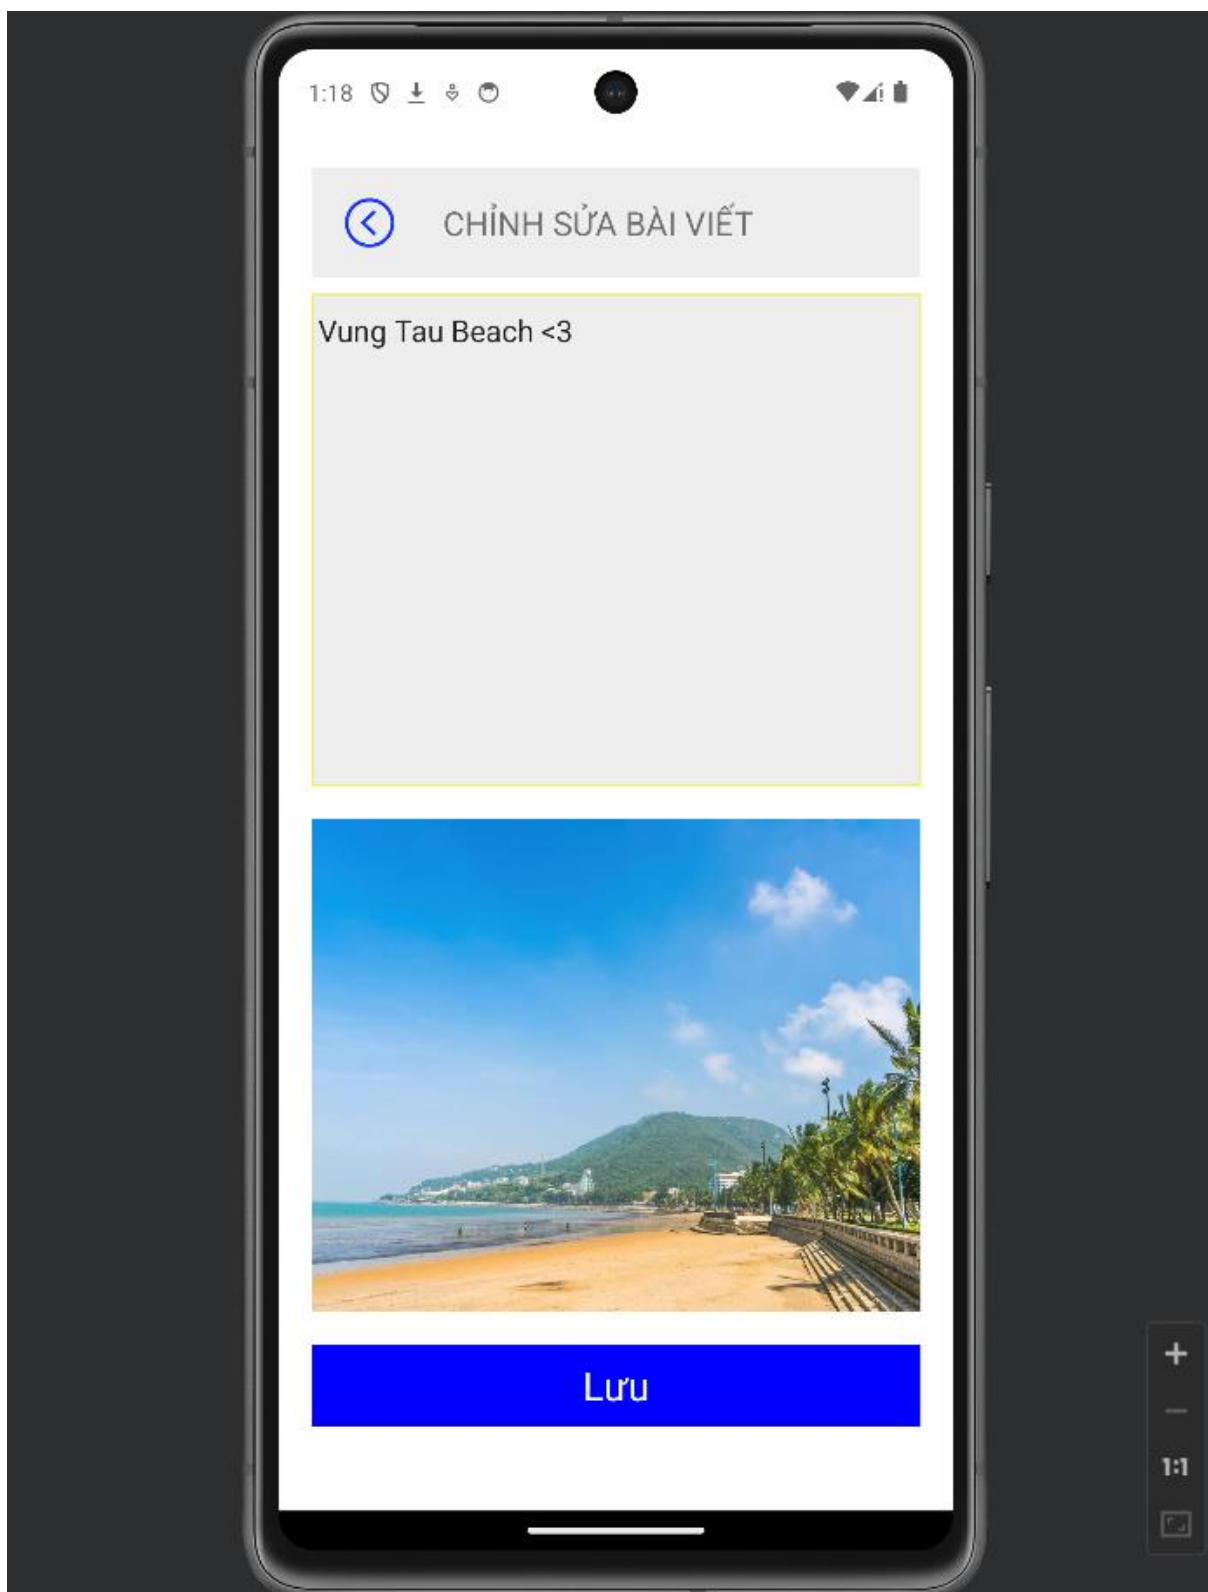 1:18
CHỈNH SỬA BÀI VIẾT
Vung Tau Beach <3
Lưu
1:1